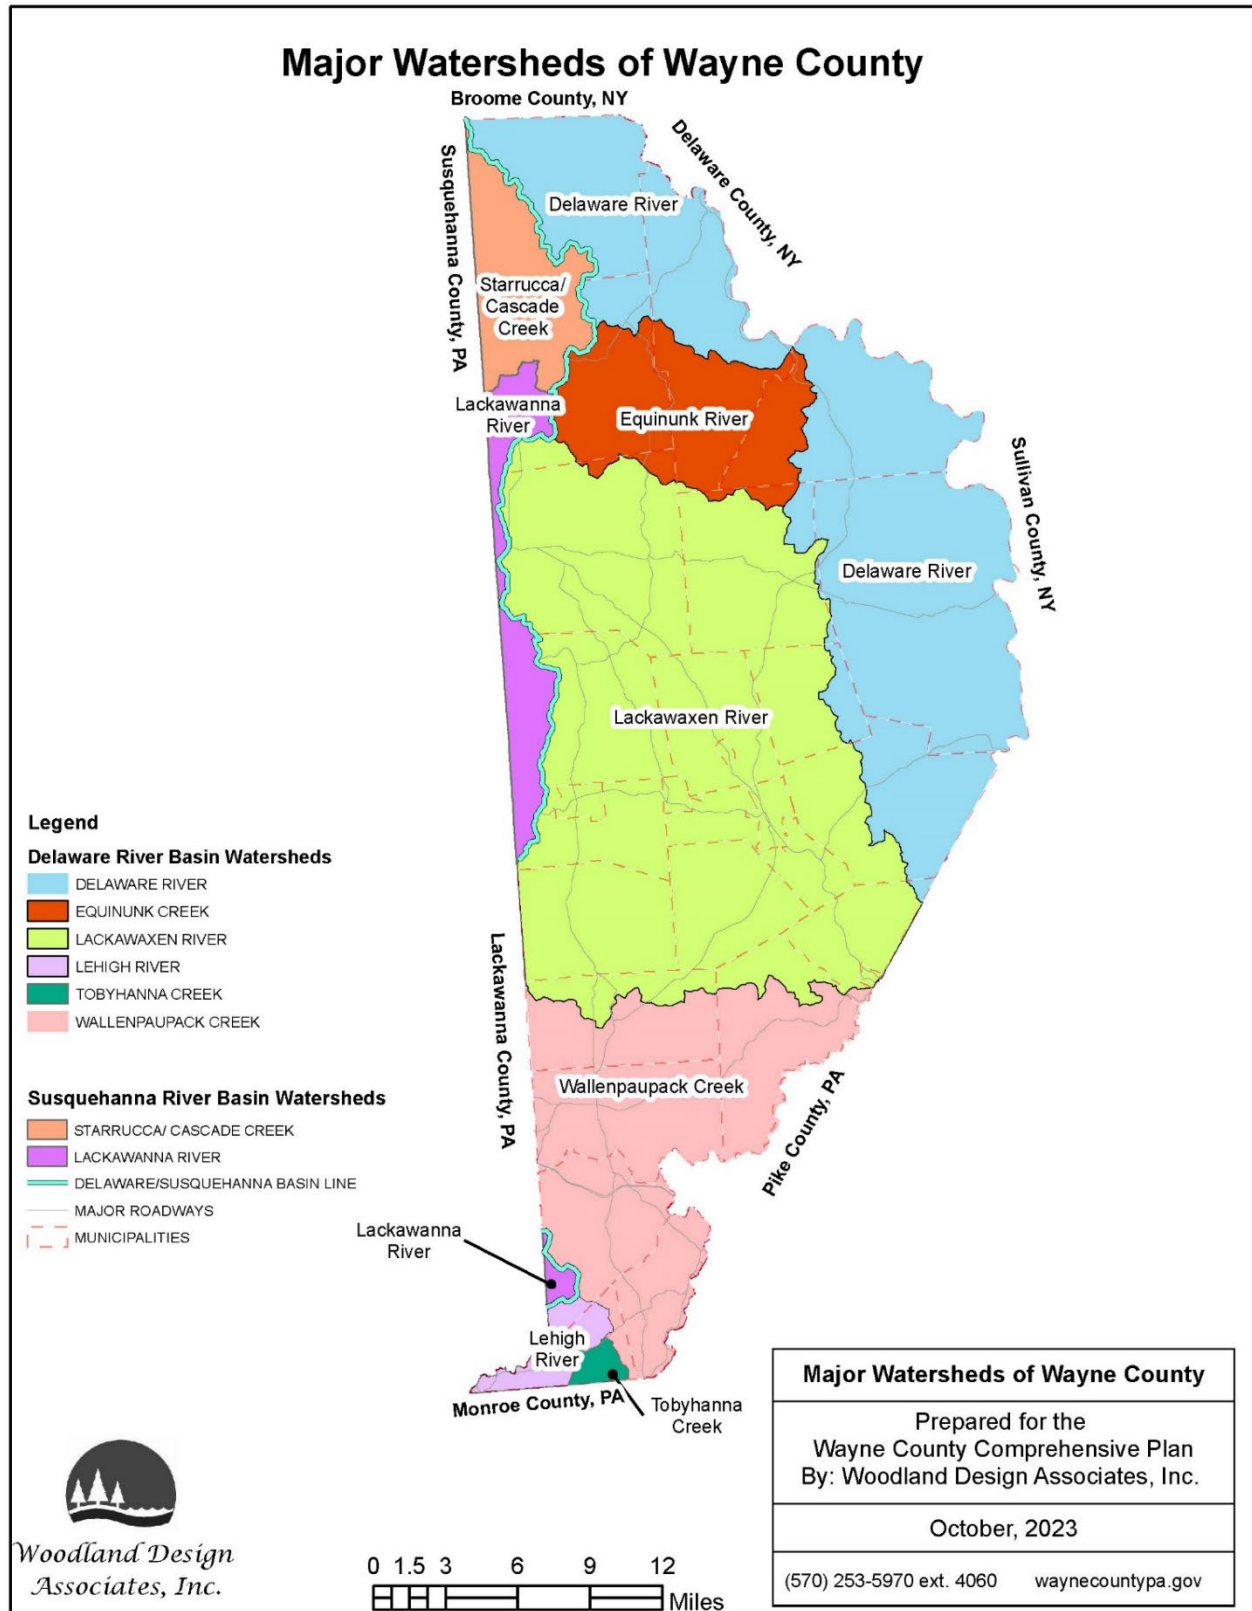 Major Watersheds of Wayne County
Broome County, NY
Delaware County, NY
Susquehanna County, PA
Delaware River
Starrucca/
Cascade
Creek
Lackawanna
River
Equinunk River
Sullivan County, NY
Delaware River
Lackawaxen River
Legend
Delaware River Basin Watersheds
DELAWARE RIVER
EQUINUNK CREEK
LACKAWAXEN RIVER
LEHIGH RIVER
TOBYHANNA CREEK
WALLENPAUPACK CREEK
Lackawanna County, PA
Wallenpaupack Creek
Pike County, PA
Susquehanna River Basin Watersheds
STARRUCCA/ CASCADE CREEK
LACKAWANNA RIVER
DELAWARE/SUSQUEHANNA BASIN LINE
MAJOR ROADWAYS
MUNICIPALITIES
Lackawanna
River
Lehigh
River
Monroe County, PA
Tobyhanna
Creek
Major Watersheds of Wayne County
Prepared for the
Wayne County Comprehensive Plan
By: Woodland Design Associates, Inc.
October, 2023
(570) 253-5970 ext. 4060 waynecountypa.gov
Woodland Design
Associates, Inc.
0 1.5 3 6 9 12
Miles